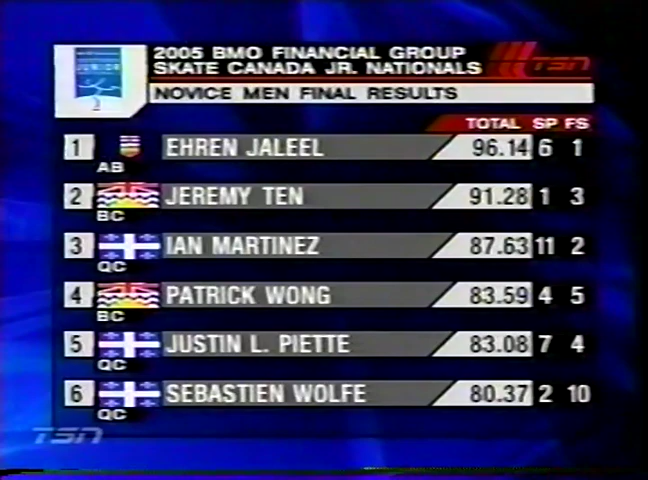 JUNIOR
2005 BMO FINANCIAL GROUP
SKATE CANADA JR. NATIONALS
TSN
NOVICE MEN FINAL RESULTS
TOTAL SP FS
1 AB EHREN JALEEL 96.14 6 1
2 BC JEREMY TEN 91.28 1 3
3 QC IAN MARTINEZ 87.63 11 2
4 BC PATRICK WONG 83.59 4 5
5 QC JUSTIN L. PIETTE 83.08 7 4
6 QC SEBASTIEN WOLFE 80.37 2 10
TSN